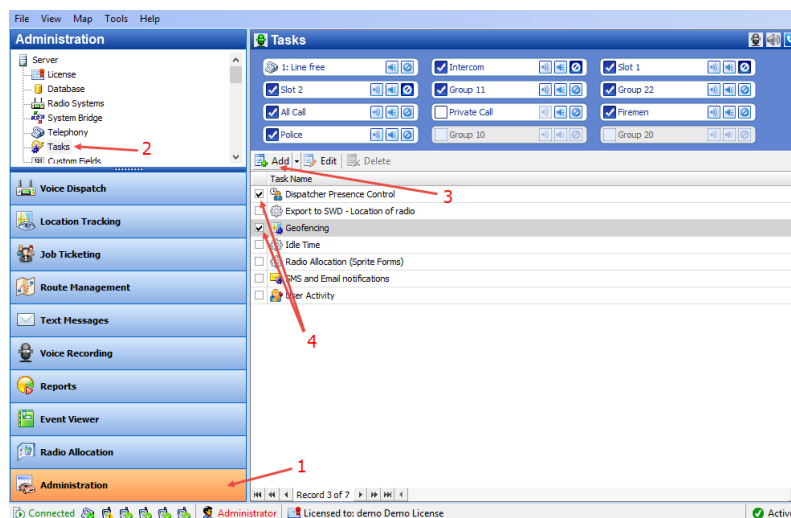 File View Map Tools Help
Administration
Tasks
Server
License
Database
Radio Systems
System Bridge
Telephony
Tasks
Custom Fields
2
1: Line free
Intercom
Slot 1
Slot 2
Group 11
Group 22
All Call
Private Call
Firemen
Police
Group 10
Group 20
Add Edit Delete
Task Name
Dispatcher Presence Control
3
Export to SWD - Location of radio
Geofencing
Idle Time
Radio Allocation (Sprite Forms)
SMS and Email notifications
User Activity
4
Voice Dispatch
Location Tracking
Job Ticketing
Route Management
Text Messages
Voice Recording
Reports
Event Viewer
Radio Allocation
Administration
1
Record 3 of 7
Connected
Administrator
Licensed to: demo Demo License
Active